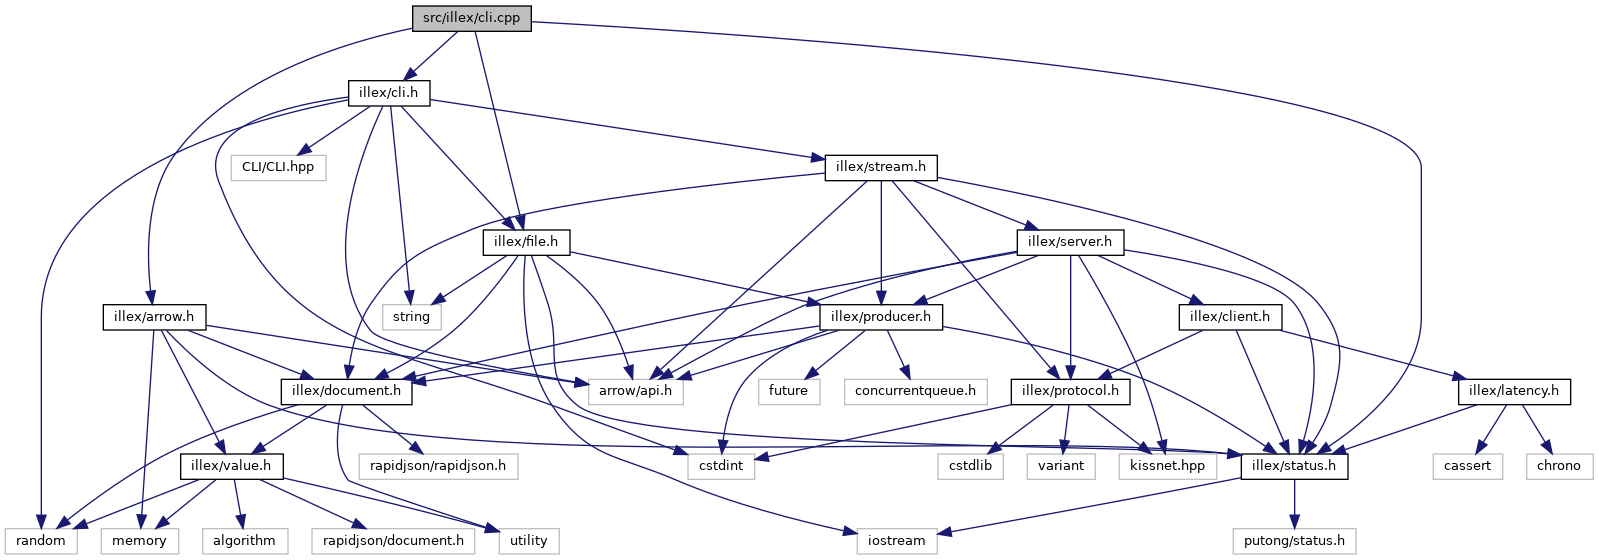 src/illex/cli.cpp
illex/cli.h
CLI/CLI.hpp
illex/stream.h
illex/file.h
illex/server.h
illex/arrow.h
string
illex/producer.h
illex/client.h
illex/document.h
arrow/api.h
future
concurrentqueue.h
illex/protocol.h
illex/latency.h
illex/value.h
rapidjson/rapidjson.h
cstdint
cstdlib
variant
kissnet.hpp
illex/status.h
cassert
chrono
random
memory
algorithm
rapidjson/document.h
utility
iostream
putong/status.h